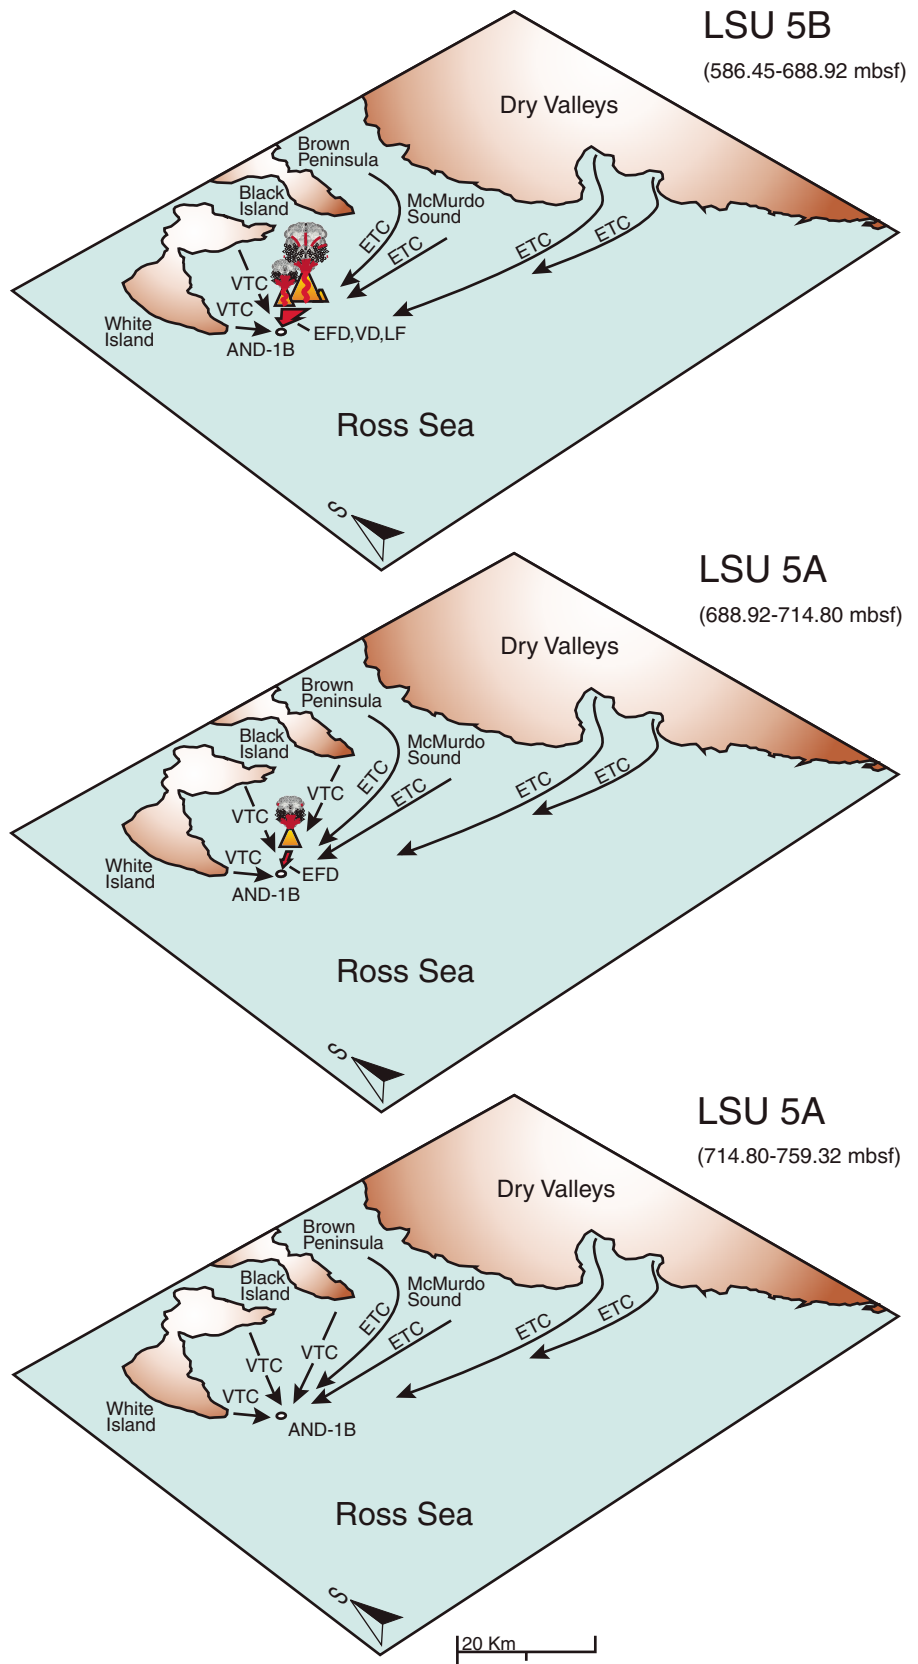 LSU 5B
(586.45-688.92 mbsf)
Dry Valleys
Brown
Peninsula
Black
Island
McMurdo
Sound
ETC
ETC
ETC
ETC
VTC
VTC
White
Island
AND-1B
EFD,VD,LF
Ross Sea
S
LSU 5A
(688.92-714.80 mbsf)
Dry Valleys
Brown
Peninsula
Black
Island
McMurdo
Sound
ETC
ETC
ETC
ETC
VTC
VTC
VTC
White
Island
EFD
AND-1B
Ross Sea
S
LSU 5A
(714.80-759.32 mbsf)
Dry Valleys
Brown
Peninsula
Black
Island
McMurdo
Sound
ETC
ETC
ETC
ETC
VTC
VTC
VTC
White
Island
AND-1B
Ross Sea
S
20 Km